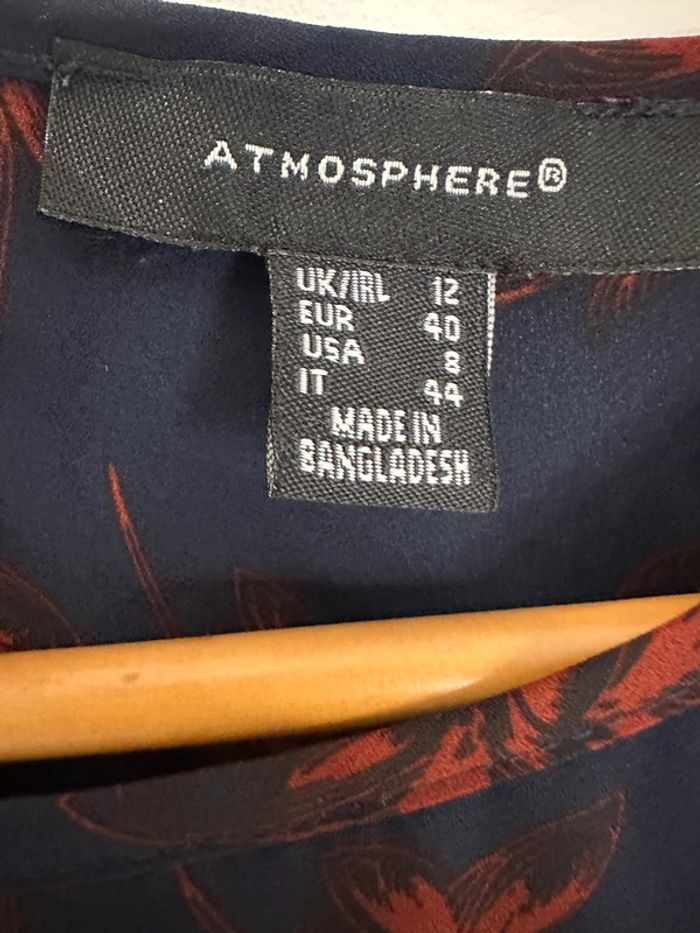 ATMOSPHERE®
UK/IRL 12
EUR 40
USA 8
IT 44
MADE IN
BANGLADESH